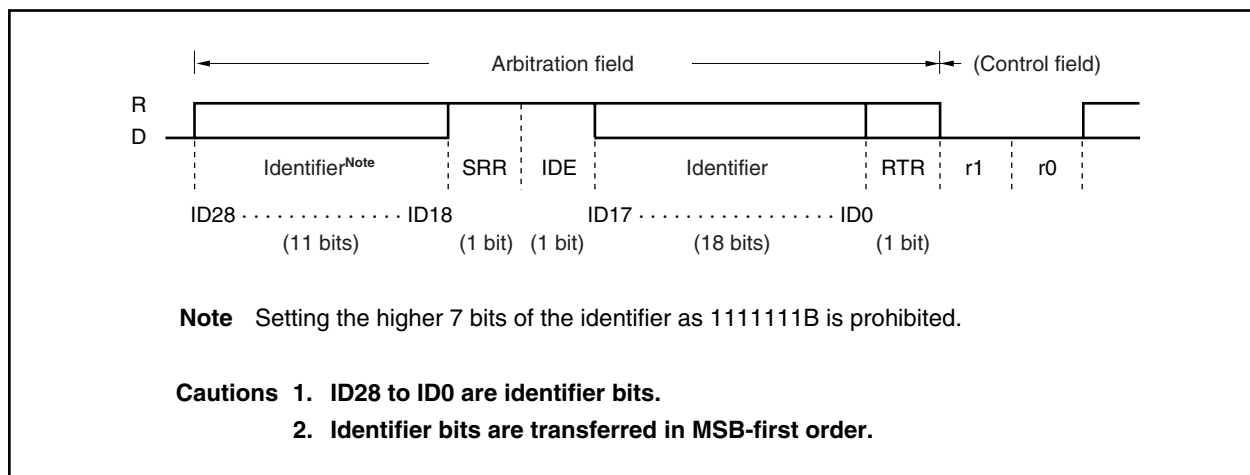 Arbitration field (Control field)
R
D
IdentifierNote SRR IDE Identifier RTR r1 r0
ID28 · · · · · · · · · · · · · · ID18 ID17 · · · · · · · · · · · · · · · · · ID0
(11 bits) (1 bit) (1 bit) (18 bits) (1 bit)
Note Setting the higher 7 bits of the identifier as 1111111B is prohibited.
Cautions 1. ID28 to ID0 are identifier bits.
2. Identifier bits are transferred in MSB-first order.